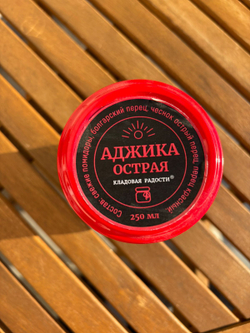 АДЖИКА
ОСТРАЯ
КЛАДОВАЯ РАДОСТИ®
250 МЛ
Состав: свежие помидоры, болгарский перец, чеснок, острый перец, перец красный